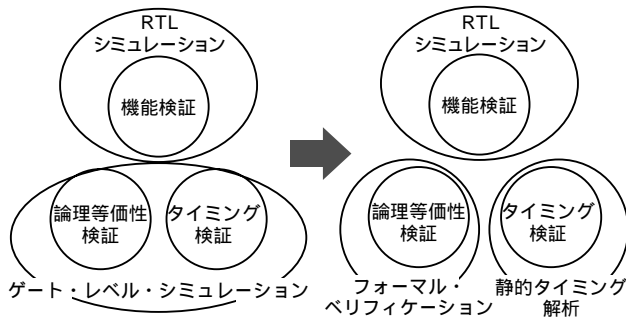 RTL
シミュレーション
機能検証
論理等価性
検証
タイミング
検証
ゲート・レベル・シミュレーション
RTL
シミュレーション
機能検証
論理等価性
検証
タイミング
検証
フォーマル・
ベリフィケーション
静的タイミング
解析